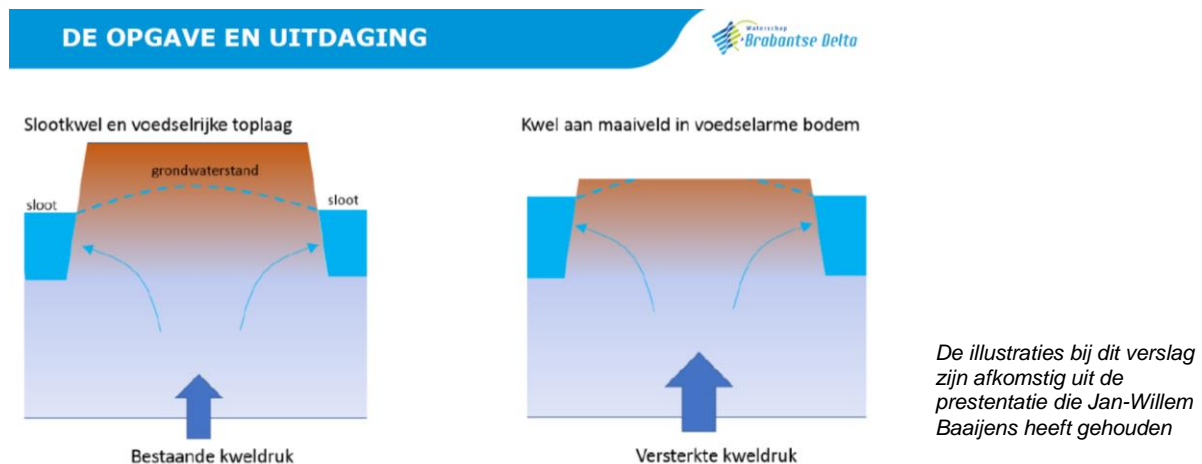 DE OPGAVE EN UITDAGING
Waterschap
Brabantse Delta
Slootkwel en voedselrijke toplaag
grondwaterstand
sloot
sloot
Bestaande kweldruk
Kwel aan maaiveld in voedselarme bodem
Versterkte kweldruk
De illustraties bij dit verslag
zijn afkomstig uit de
prestentatie die Jan-Willem
Baaijens heeft gehouden